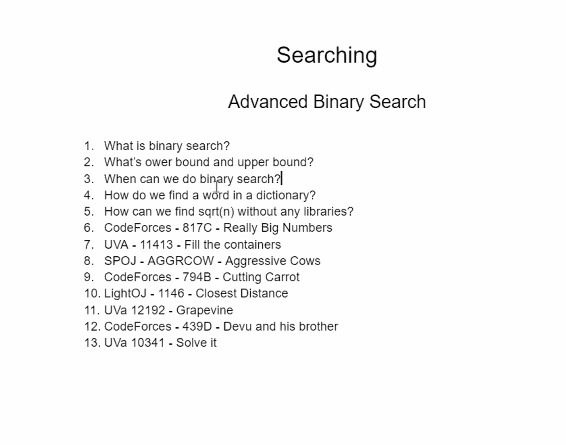 Searching
Advanced Binary Search
1. What is binary search?
2. What's ower bound and upper bound?
3. When can we do binary search?
4. How do we find a word in a dictionary?
5. How can we find sqrt(n) without any libraries?
6. CodeForces - 817C - Really Big Numbers
7. UVA - 11413 - Fill the containers
8. SPOJ - AGGRCOW - Aggressive Cows
9. CodeForces - 794B - Cutting Carrot
10. LightOJ - 1146 - Closest Distance
11. UVa 12192 - Grapevine
12. CodeForces - 439D - Devu and his brother
13. UVa 10341 - Solve it